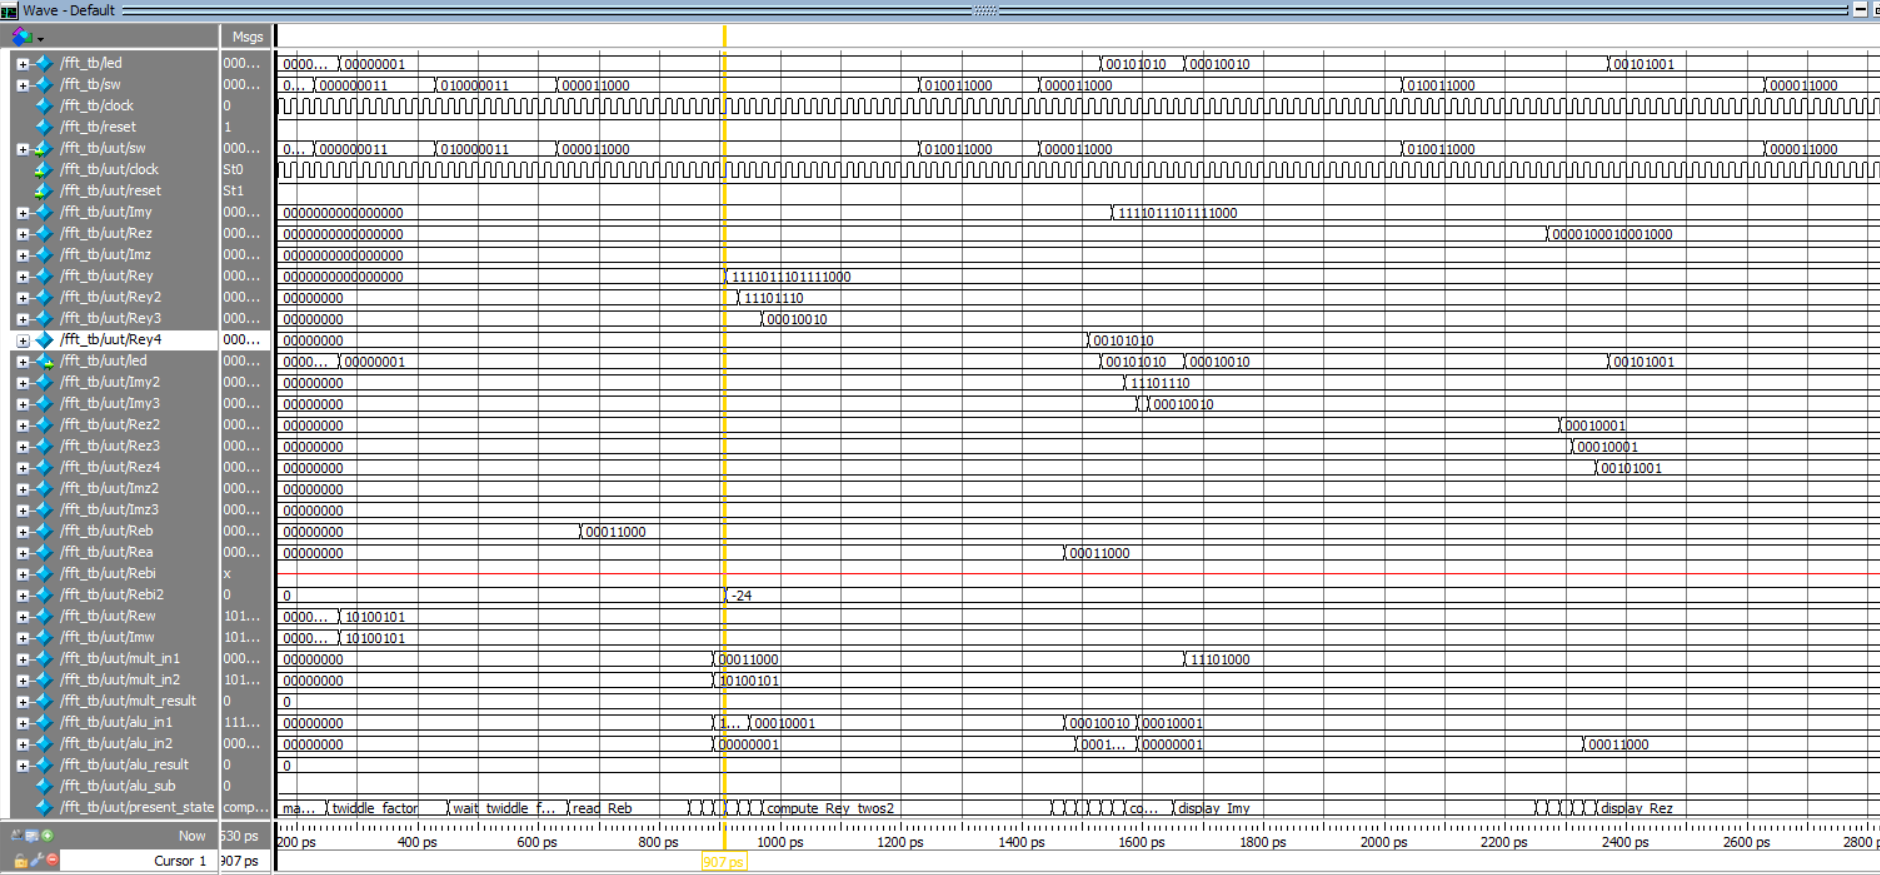 Wave - Default
Msgs
/fft_tb/led 000... 0000... 00000001 00101010 00010010 00101001
/fft_tb/sw 000... 0... 000000011 010000011 000011000 010011000 000011000 010011000 000011000
/fft_tb/clock 0
/fft_tb/reset 1
/fft_tb/uut/sw 000... 0... 000000011 010000011 000011000 010011000 000011000 010011000 000011000
/fft_tb/uut/clock St0
/fft_tb/uut/reset St1
/fft_tb/uut/Imy 000... 0000000000000000 1111011101111000
/fft_tb/uut/Rez 000... 0000000000000000 0000100010001000
/fft_tb/uut/Imz 000... 0000000000000000
/fft_tb/uut/Rey 000... 0000000000000000 1111011101111000
/fft_tb/uut/Rey2 000... 00000000 11101110
/fft_tb/uut/Rey3 000... 00000000 00010010
/fft_tb/uut/Rey4 000... 00000000 00101010
/fft_tb/uut/led 000... 0000... 00000001 00101010 00010010 00101001
/fft_tb/uut/Imy2 000... 00000000 11101110
/fft_tb/uut/Imy3 000... 00000000 00010010
/fft_tb/uut/Rez2 000... 00000000 00010001
/fft_tb/uut/Rez3 000... 00000000 00010001
/fft_tb/uut/Rez4 000... 00000000 00101001
/fft_tb/uut/Imz2 000... 00000000
/fft_tb/uut/Imz3 000... 00000000
/fft_tb/uut/Reb 000... 00000000 00011000
/fft_tb/uut/Rea 000... 00000000 00011000
/fft_tb/uut/Rebi x
/fft_tb/uut/Rebi2 0 0 -24
/fft_tb/uut/Rew 101... 0000... 10100101
/fft_tb/uut/Imw 101... 0000... 10100101
/fft_tb/uut/mult_in1 000... 00000000 00011000 11101000
/fft_tb/uut/mult_in2 101... 00000000 10100101
/fft_tb/uut/mult_result 0 0
/fft_tb/uut/alu_in1 111... 00000000 1... 00010001 00010010 00010001
/fft_tb/uut/alu_in2 000... 00000000 00000001 0001... 00000001 00011000
/fft_tb/uut/alu_result 0 0
/fft_tb/uut/alu_sub 0
/fft_tb/uut/present_state comp... ma... twiddle_factor wait_twiddle_f... read_Reb compute_Rey_twos2 co... display_Imy display_Rez
Now 530 ps 200 ps 400 ps 600 ps 800 ps 1000 ps 1200 ps 1400 ps 1600 ps 1800 ps 2000 ps 2200 ps 2400 ps 2600 ps 2800 p
Cursor 1 907 ps 907 ps